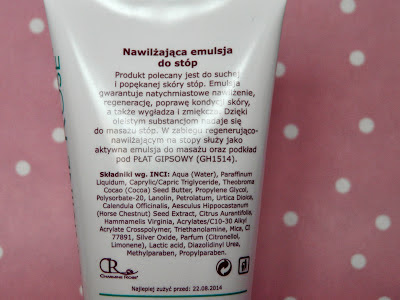 Nawilżająca emulsja
do stóp
Produkt polecany jest do suchej
i popękanej skóry stóp. Emulsja
gwarantuje natychmiastowe nawilżenie,
regenerację, poprawę kondycji skóry,
a także wygładza i zmiękcza. Dzięki
oleistym substancjom nadaje się
do masażu stóp. W zabiegu regenerująco-
nawilżającym na stopy służy jako
aktywna emulsja do masażu oraz podkład
pod PŁAT GIPSOWY (GH1514).
Składniki wg. INCI: Aqua (Water), Paraffinum
Liquidum, Caprylic/Capric Triglyceride, Theobroma
Cocao (Cocoa) Seed Butter, Propylene Glycol,
Polysorbate-20, Lanolin, Petrolatum, Urtica Dioica,
Calendula Officinalis, Aesculus Hippocastanum
(Horse Chestnut) Seed Extract, Citrus Aurantifolia,
Hammamelis Virginia, Acrylates/C10-30 Alkyl
Acrylate Crosspolymer, Triethanolamine, Mica, CI
77891, Silver Oxide, Parfum (Citronellol,
Limonene), Lactic acid, Diazolidinyl Urea,
Methylparaben, Propylparaben.
CR
CHARMINE ROSE
Najlepiej zużyć przed: 22.08.2014